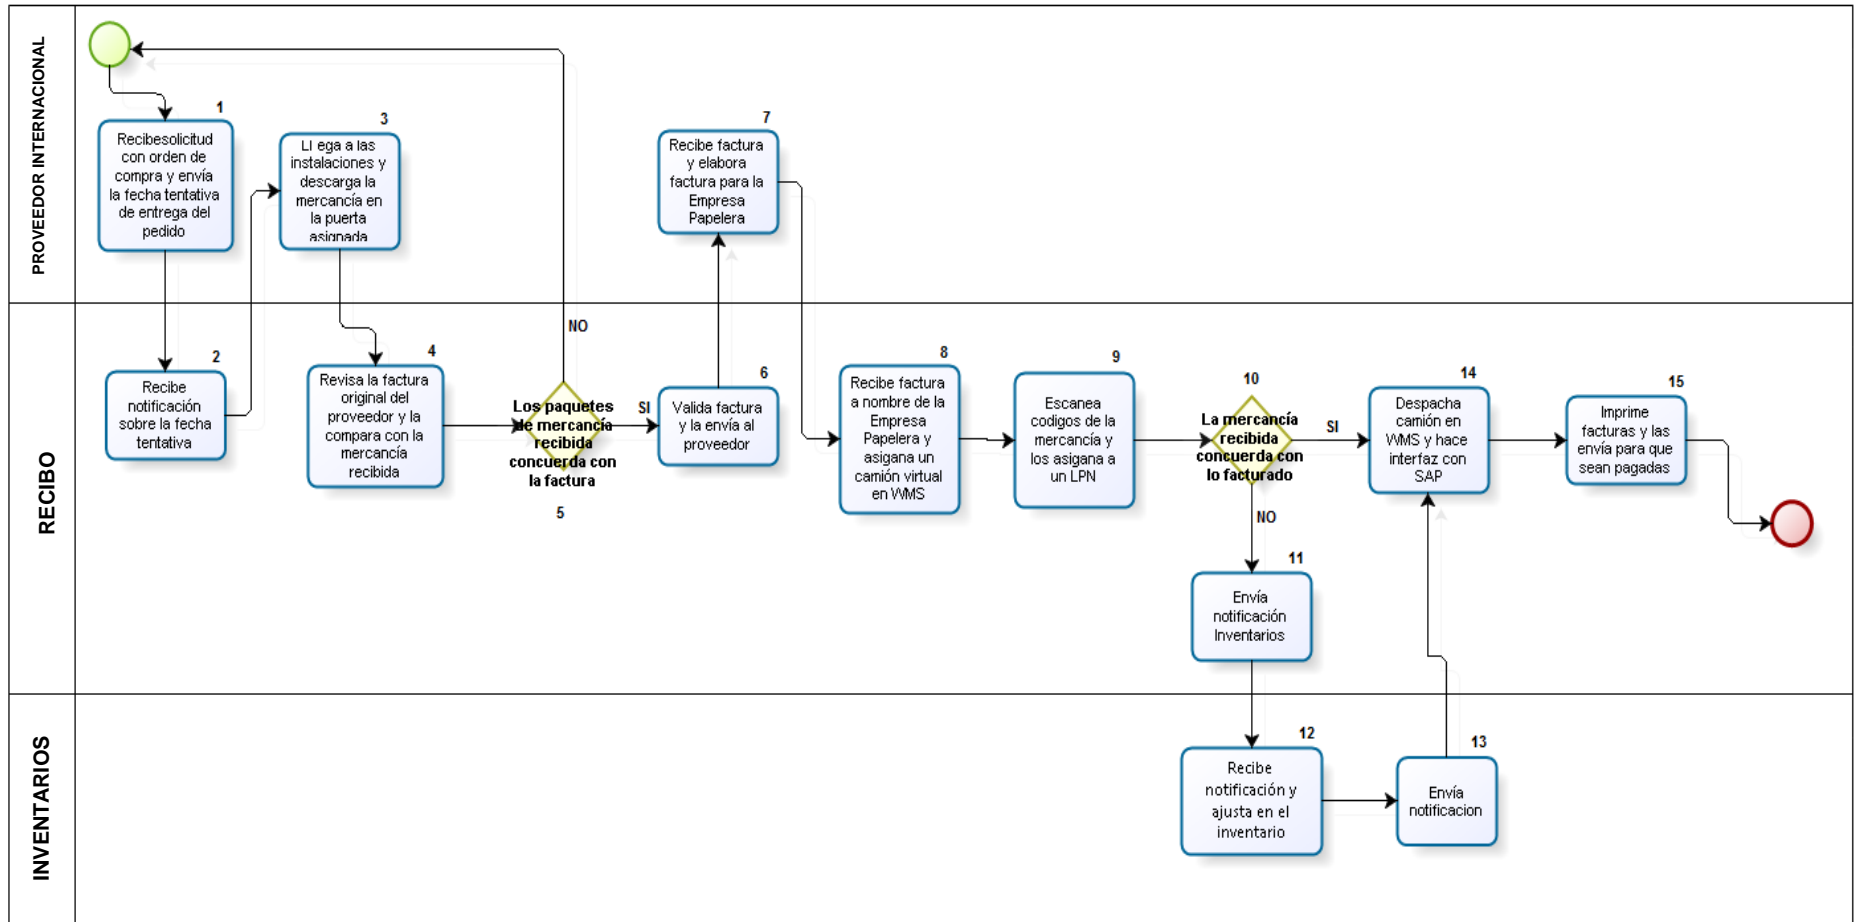 PROVEEDOR INTERNACIONAL
1
Recibesolicitud
con orden de
compra y envía
la fecha tentativa
de entrega del
pedido
3
LI ega a las
instalaciones y
descarga la
mercancía en
la puerta
asignada
7
Recibe factura
y elabora
factura para la
Empresa
Papelera
RECIBO
2
Recibe
notificación
sobre la fecha
tentativa
4
Revisa la factura
original del
proveedor y la
compara con la
mercancía
recibida
NO
Los paquetes
de mercancía
recibida
concuerda con
la factura
5
SI
6
Valida factura
y la envía al
proveedor
8
Recibe factura
a nombre de la
Empresa
Papelera y
asigana un
camión virtual
en WMS
9
Escanea
codigos de la
mercancía y
los asigana a
un LPN
10
La mercancía
recibida
concuerda con
lo facturado
SI
NO
14
Despacha
camión en
WMS y hace
interfaz con
SAP
15
Imprime
facturas y las
envía para que
sean pagadas
11
Envía
notificación
Inventarios
INVENTARIOS
12
Recibe
notificación y
ajusta en el
inventario
13
Envía
notificacion